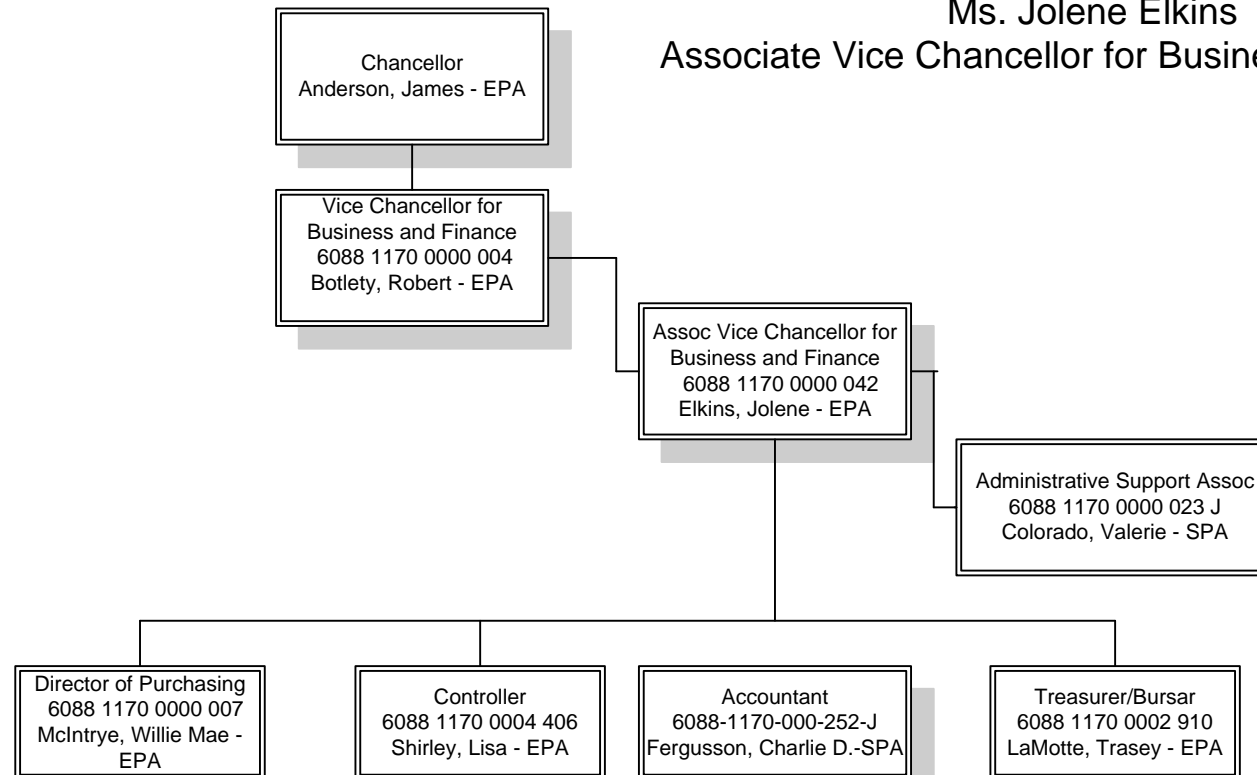 Ms. Jolene Elkins
Associate Vice Chancellor for Busine
Chancellor
Anderson, James - EPA
Vice Chancellor for
Business and Finance
6088 1170 0000 004
Botlety, Robert - EPA
Assoc Vice Chancellor for
Business and Finance
6088 1170 0000 042
Elkins, Jolene - EPA
Administrative Support Assoc
6088 1170 0000 023 J
Colorado, Valerie - SPA
Director of Purchasing
6088 1170 0000 007
McIntrye, Willie Mae -
EPA
Controller
6088 1170 0004 406
Shirley, Lisa - EPA
Accountant
6088-1170-000-252-J
Fergusson, Charlie D.-SPA
Treasurer/Bursar
6088 1170 0002 910
LaMotte, Trasey - EPA